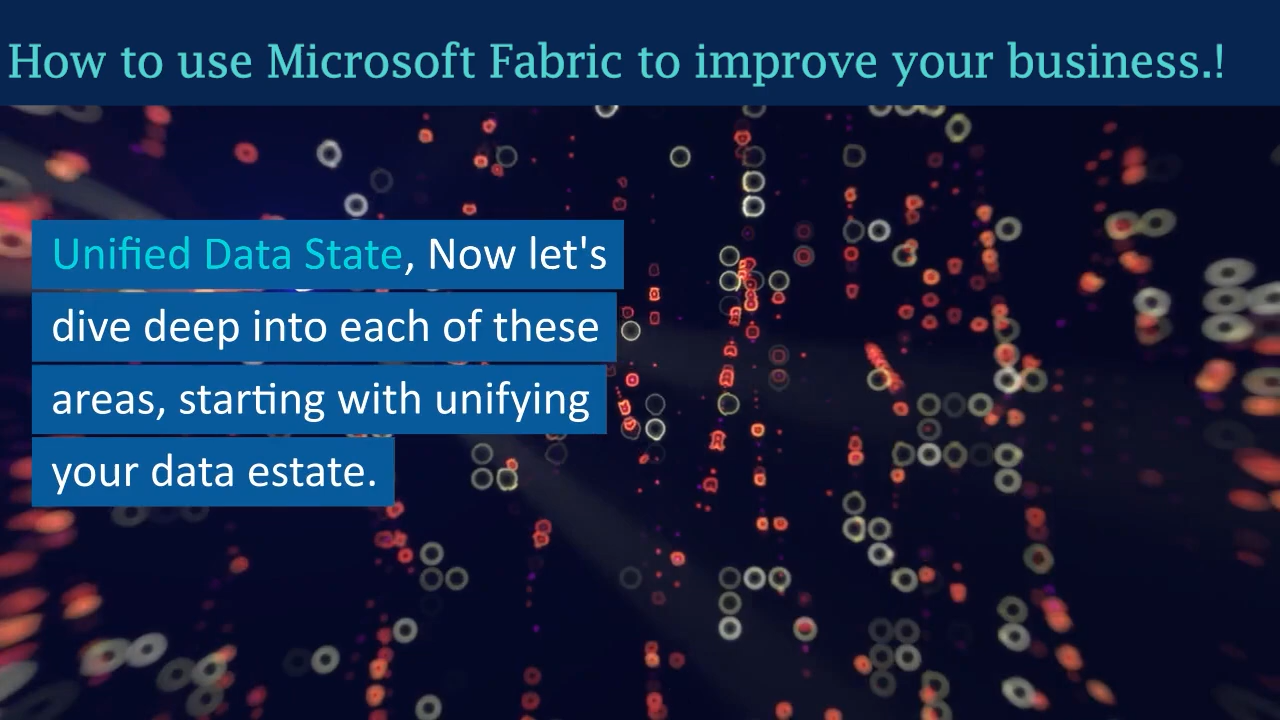 How to use Microsoft Fabric to improve your business.!
Unified Data State, Now let's
dive deep into each of these
areas, starting with unifying
your data estate.